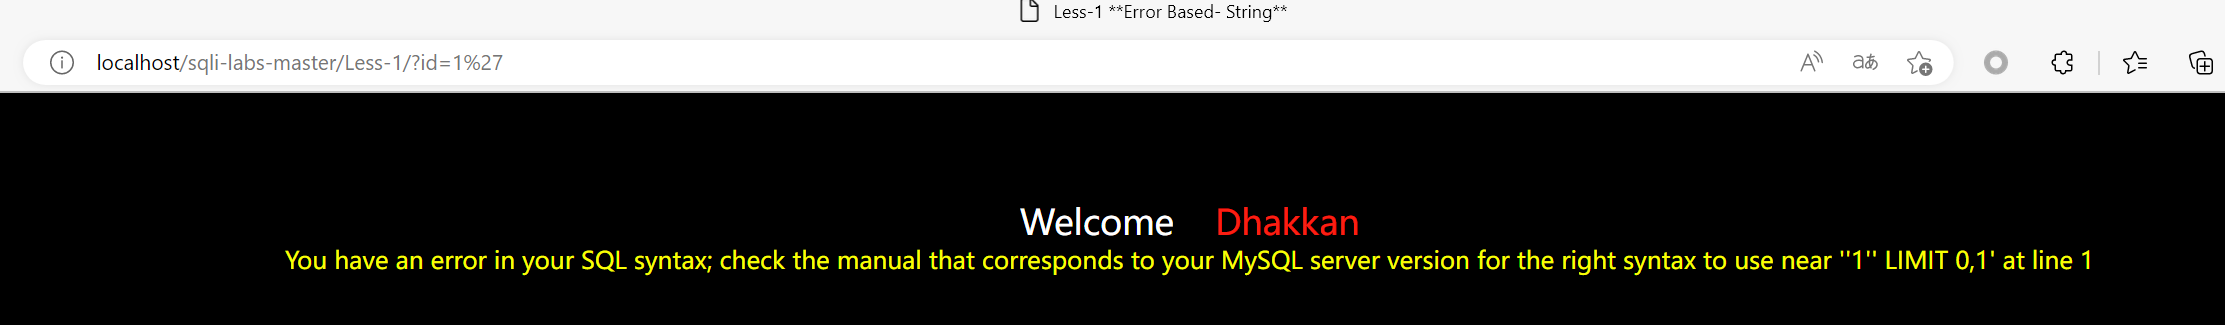 Less-1 **Error Based- String**
localhost/sqli-labs-master/Less-1/?id=1%27
A aあ
Welcome Dhakkan
You have an error in your SQL syntax; check the manual that corresponds to your MySQL server version for the right syntax to use near ''1'' LIMIT 0,1' at line 1